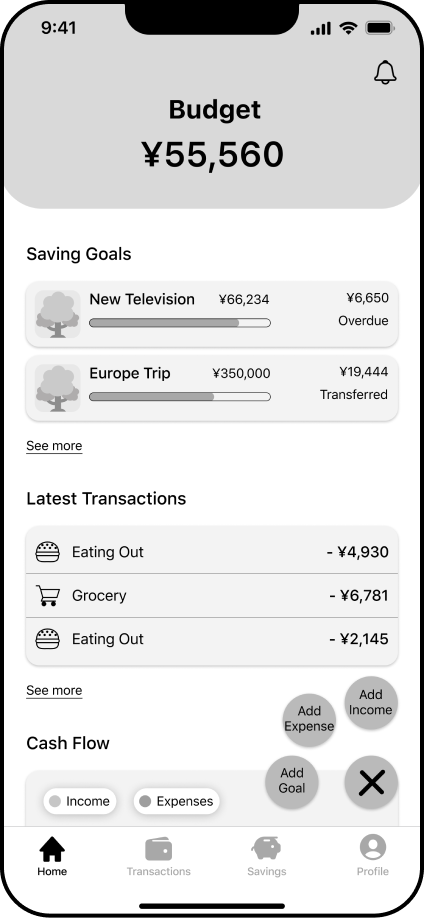 9:41
Budget
¥55,560
Saving Goals
New Television ¥66,234 ¥6,650
Overdue
Europe Trip ¥350,000 ¥19,444
Transferred
See more
Latest Transactions
Eating Out - ¥4,930
Grocery - ¥6,781
Eating Out - ¥2,145
See more
Add
Income
Add
Expense
Cash Flow
Add
Goal
Income Expenses
Home Transactions Savings Profile